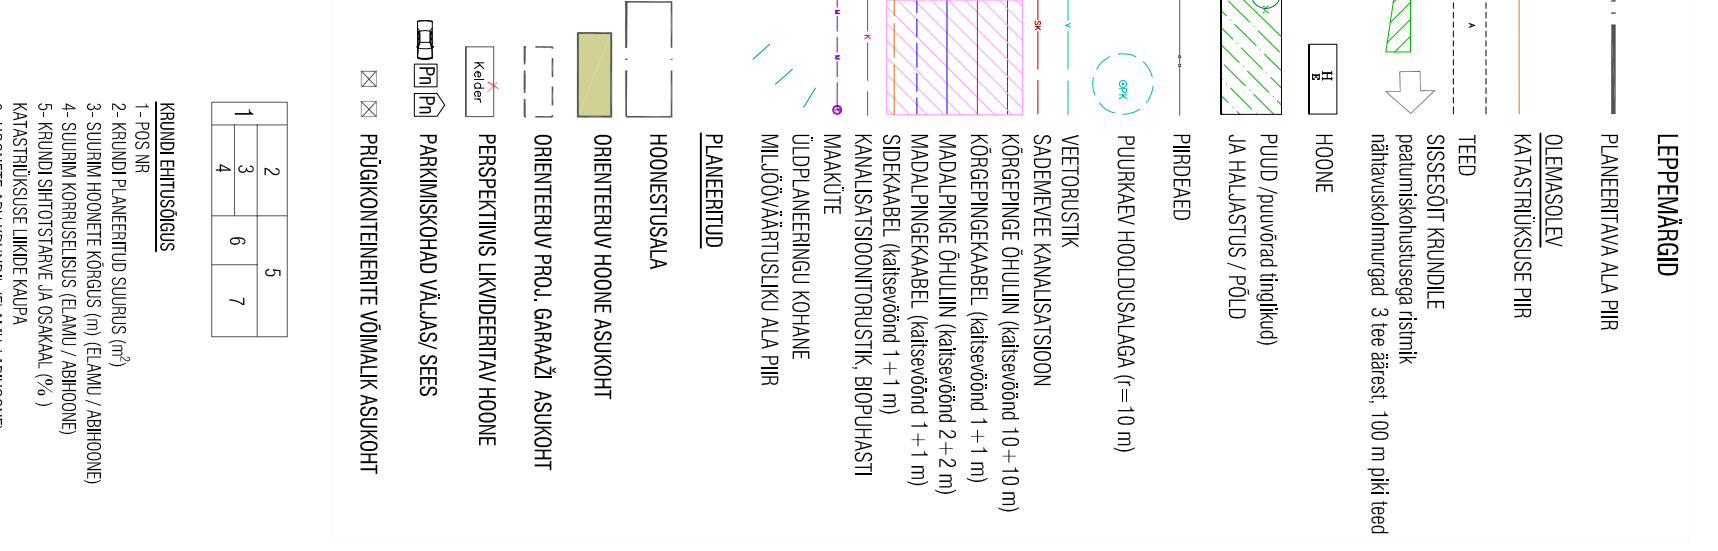 LEPPEMÄRGID
PLANEERITAVA ALA PIIR
OLEMASOLEV
KATASTRIÜKSUSE PIIR
A
TEED
SISSESÕIT KRUNDILE
peatumiskohustusega ristmik
nähtavuskolmnurgad 3 tee äärest, 100 m piki teed
H
E
HOONE
PUUD /puuvõrad tinglikud)
JA HALJASTUS / PÕLD
PIIRDEAED
PK
PUURKAEV HOOLDUSALAGA (r=10 m)
V
VEETORUSTIK
SK
SADEMEVEE KANALISATSIOON
KÕRGEPINGE ÕHULIIN (kaitsevöönd 10+10 m)
KÕRGEPINGEKAABEL (kaitsevöönd 1+1 m)
MADALPINGE ÕHULIIN (kaitsevöönd 2+2 m)
MADALPINGEKAABEL (kaitsevöönd 1+1 m)
SIDEKAABEL (kaitsevöönd 1+1 m)
K
KANALISATSIOONITORUSTIK, BIOPUHASTI
M M
MAAKÜTE
ÜLDPLANEERINGU KOHANE
MILJÖÖVÄÄRTUSLIKU ALA PIIR
PLANEERITUD
HOONESTUSALA
ORIENTEERUV HOONE ASUKOHT
ORIENTEERUV PROJ. GARAAŽI ASUKOHT
Kelder
PERSPEKTIIVIS LIKVIDEERITAV HOONE
Pn Pn
PARKIMISKOHAD VÄLJAS/ SEES
PRÜGIKONTEINERITE VÕIMALIK ASUKOHT
1 2 3 4 5 6 7
KRUNDI EHITUSÕIGUS
1- POS NR
2- KRUNDI PLANEERITUD SUURUS (m²)
3- SUURIM HOONETE KÕRGUS (m) (ELAMU / ABIHOONE)
4- SUURIM KORRUSELISUS (ELAMU / ABIHOONE)
5- KRUNDI SIHTOTSTARVE JA OSAKAAL (% )
KATASTRIÜKSUSE LIIKIDE KAUPA